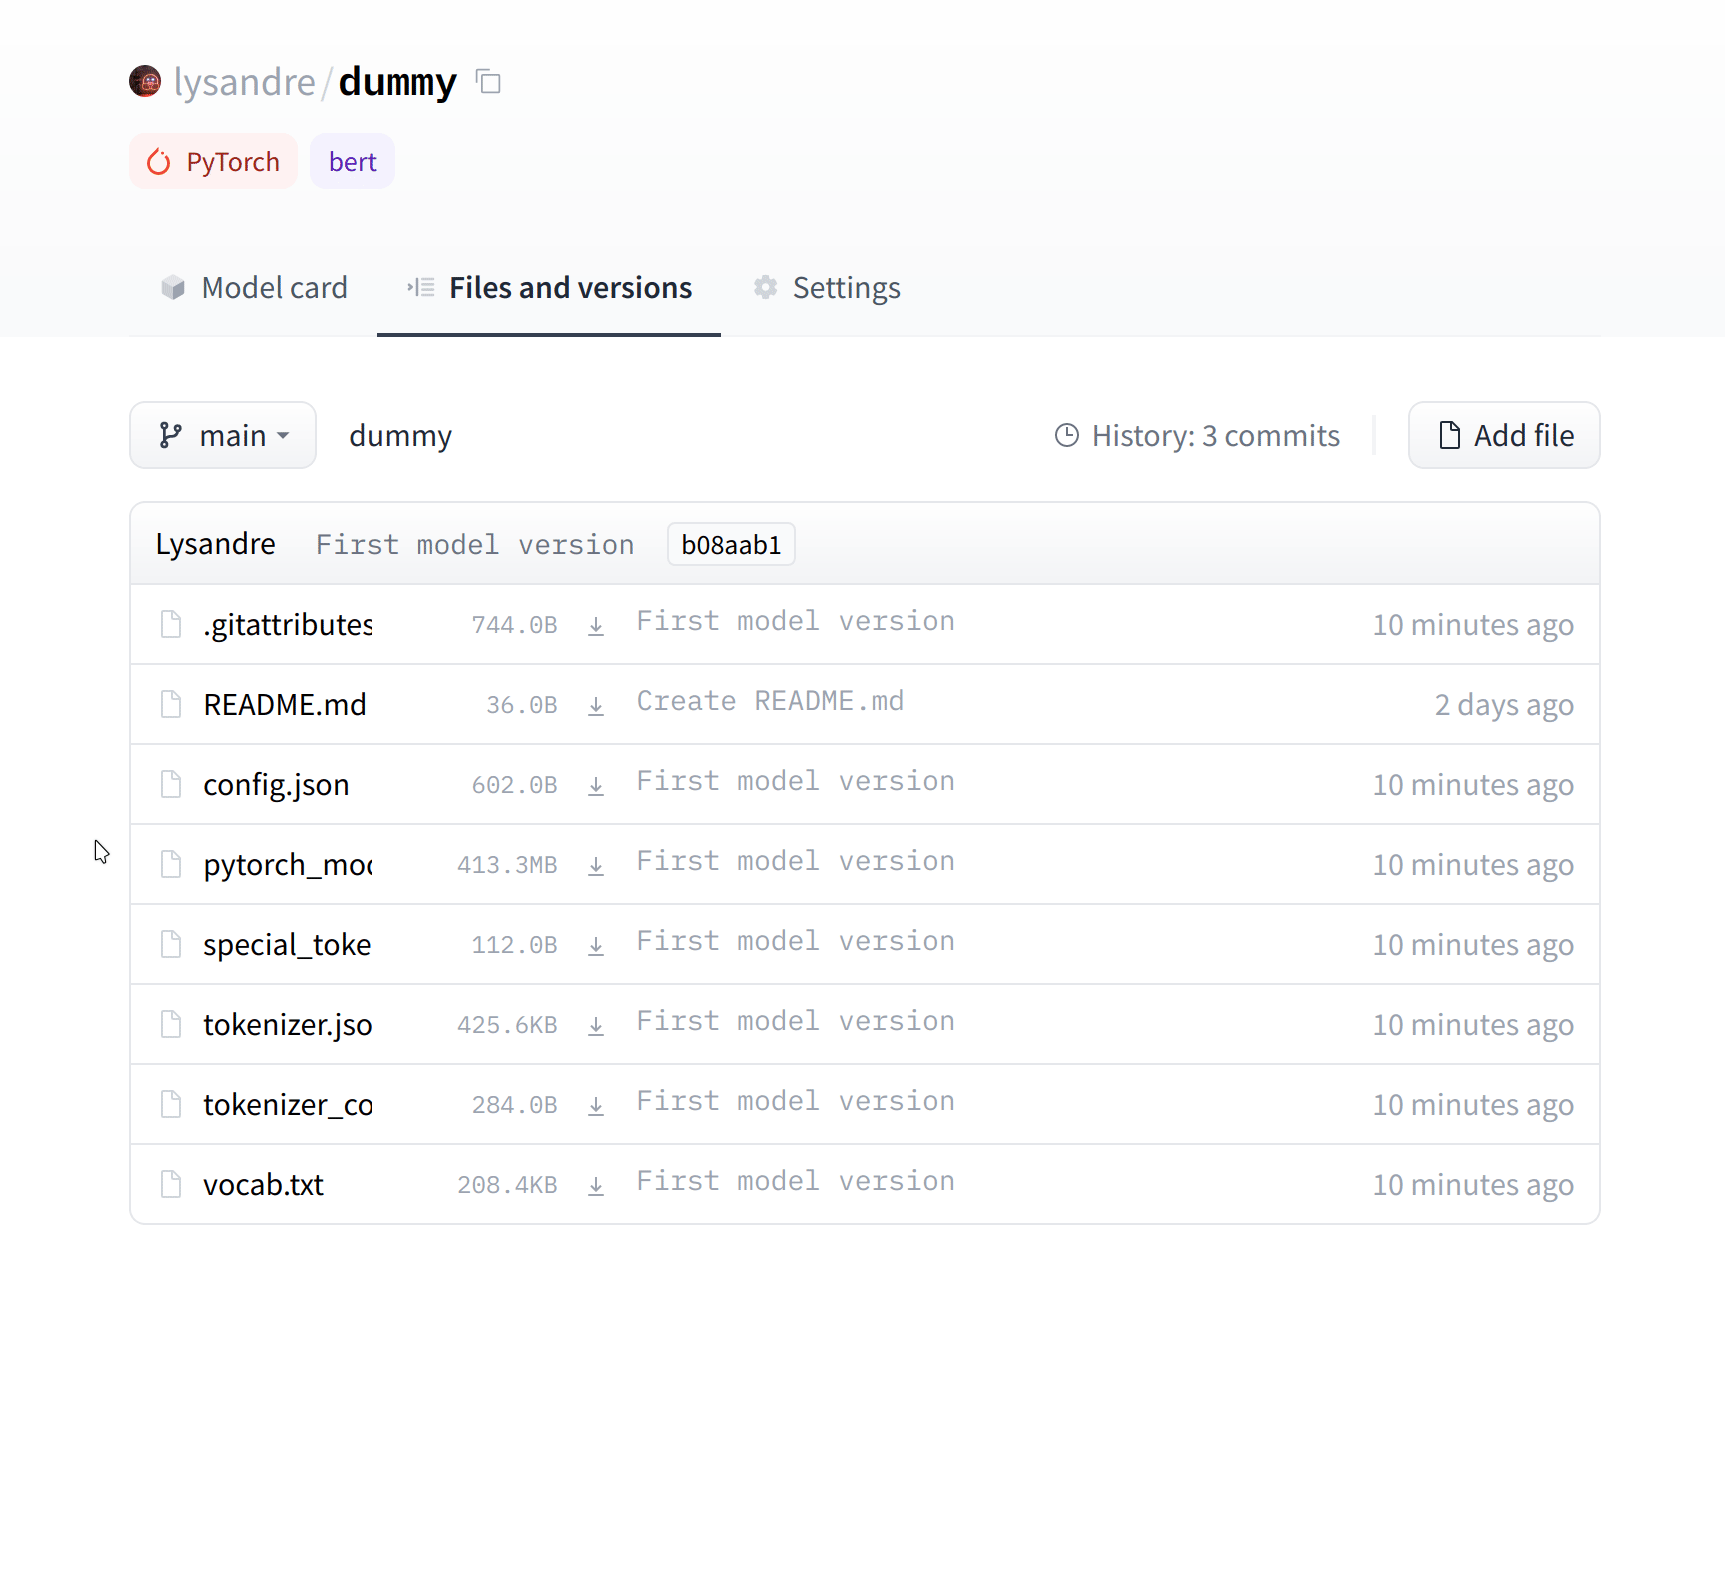 lysandre/dummy
PyTorch bert
Model card Files and versions Settings
main dummy History: 3 commits Add file
Lysandre First model version b08aab1
.gitattributes 744.0B First model version 10 minutes ago
README.md 36.0B Create README.md 2 days ago
config.json 602.0B First model version 10 minutes ago
pytorch_mod 413.3MB First model version 10 minutes ago
special_toke 112.0B First model version 10 minutes ago
tokenizer.jso 425.6KB First model version 10 minutes ago
tokenizer_co 284.0B First model version 10 minutes ago
vocab.txt 208.4KB First model version 10 minutes ago